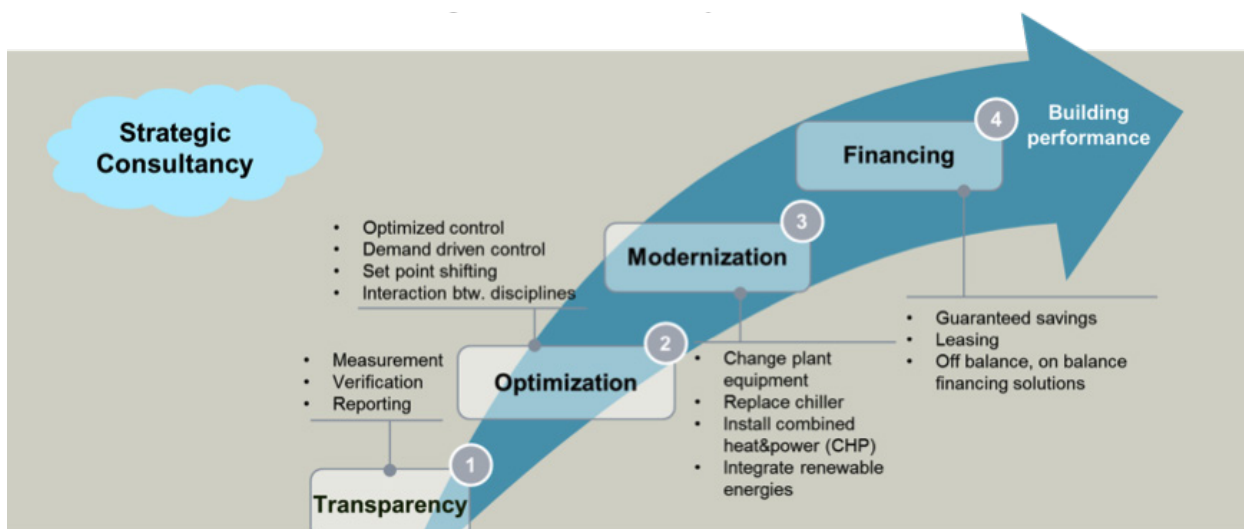 Strategic
Consultancy
4
Building
performance
Financing
3
Modernization
• Optimized control
• Demand driven control
• Set point shifting
• Interaction btw. disciplines
• Guaranteed savings
• Leasing
• Off balance, on balance
financing solutions
2
Optimization
• Change plant
equipment
• Replace chiller
• Install combined
heat&power (CHP)
• Integrate renewable
energies
• Measurement
• Verification
• Reporting
1
Transparency